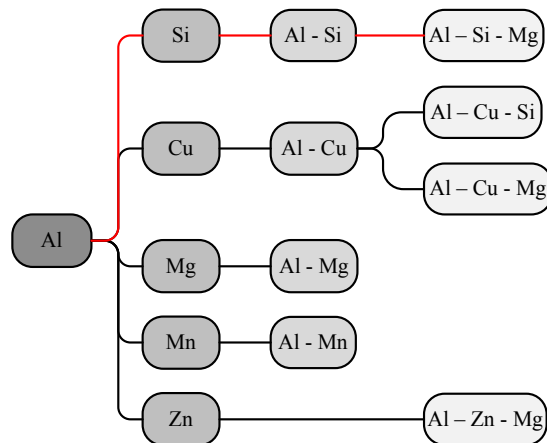 Si
Al - Si
Al – Si - Mg
Al – Cu - Si
Cu
Al - Cu
Al – Cu - Mg
Al
Mg
Al - Mg
Mn
Al - Mn
Zn
Al – Zn - Mg